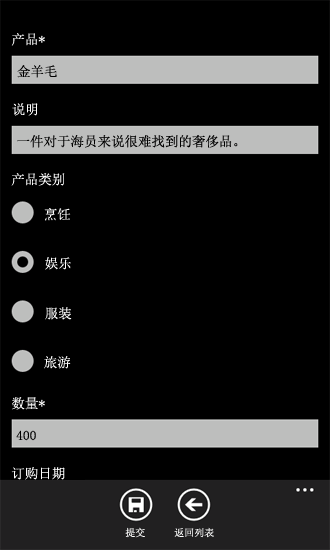 产品*
金羊毛
说明
一件对于海员来说很难找到的奢侈品。
产品类别
烹饪
娱乐
服装
旅游
数量*
400
订购日期
提交
返回列表